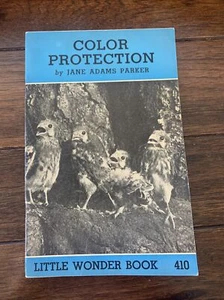 COLOR
PROTECTION
by JANE ADAMS PARKER
LITTLE WONDER BOOK 410